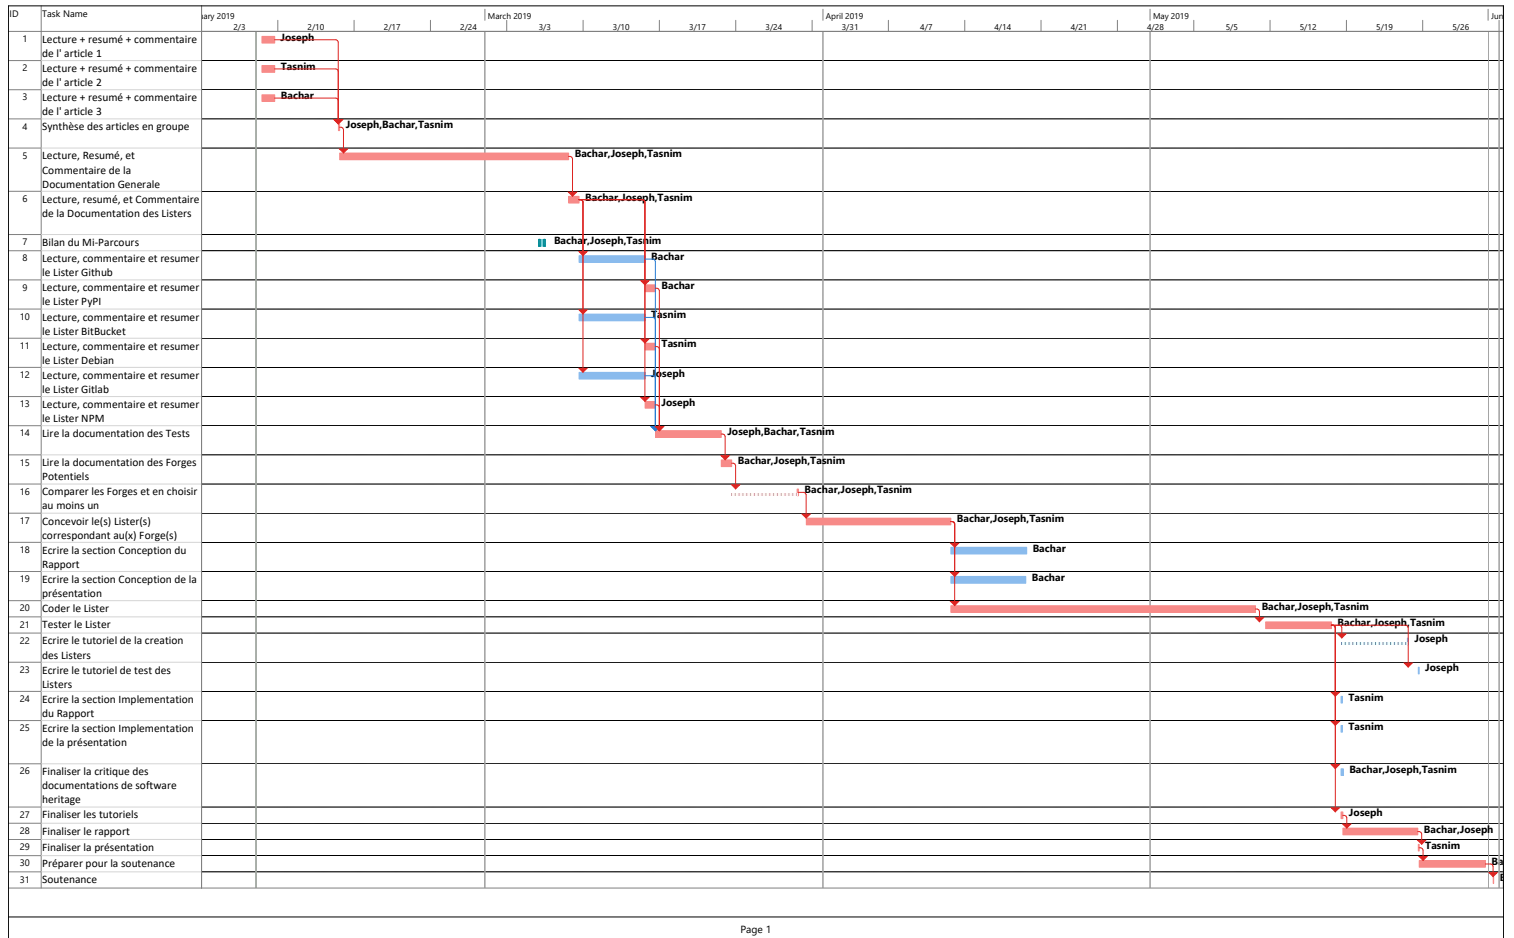 ID Task Name uary 2019 March 2019 April 2019 May 2019 Jun
2/3 2/10 2/17 2/24 3/3 3/10 3/17 3/24 3/31 4/7 4/14 4/21 4/28 5/5 5/12 5/19 5/26
1 Lecture + resumé + commentaire Joseph
de l' article 1
2 Lecture + resumé + commentaire Tasnim
de l' article 2
3 Lecture + resumé + commentaire Bachar
de l' article 3
4 Synthèse des articles en groupe Joseph,Bachar,Tasnim
5 Lecture, Resumé, et Bachar,Joseph,Tasnim
Commentaire de la
Documentation Generale
6 Lecture, resumé, et Commentaire Bachar,Joseph,Tasnim
de la Documentation des Listers
7 Bilan du Mi-Parcours Bachar,Joseph,Tasnim
8 Lecture, commentaire et resumer Bachar
le Lister Github
9 Lecture, commentaire et resumer Bachar
le Lister PyPI
10 Lecture, commentaire et resumer Tasnim
le Lister BitBucket
11 Lecture, commentaire et resumer Tasnim
le Lister Debian
12 Lecture, commentaire et resumer Joseph
le Lister Gitlab
13 Lecture, commentaire et resumer Joseph
le Lister NPM
14 Lire la documentation des Tests Joseph,Bachar,Tasnim
15 Lire la documentation des Forges Bachar,Joseph,Tasnim
Potentiels
16 Comparer les Forges et en choisir Bachar,Joseph,Tasnim
au moins un
17 Concevoir le(s) Lister(s) Bachar,Joseph,Tasnim
correspondant au(x) Forge(s)
18 Ecrire la section Conception du Bachar
Rapport
19 Ecrire la section Conception de la Bachar
présentation
20 Coder le Lister Bachar,Joseph,Tasnim
21 Tester le Lister Bachar,Joseph,Tasnim
22 Ecrire le tutoriel de la creation Joseph
des Listers
23 Ecrire le tutoriel de test des Joseph
Listers
24 Ecrire la section Implementation Tasnim
du Rapport
25 Ecrire la section Implementation Tasnim
de la présentation
26 Finaliser la critique des Bachar,Joseph,Tasnim
documentations de software
heritage
27 Finaliser les tutoriels Joseph
28 Finaliser le rapport Bachar,Joseph
29 Finaliser la présentation Tasnim
30 Préparer pour la soutenance Ba
31 Soutenance
Page 1